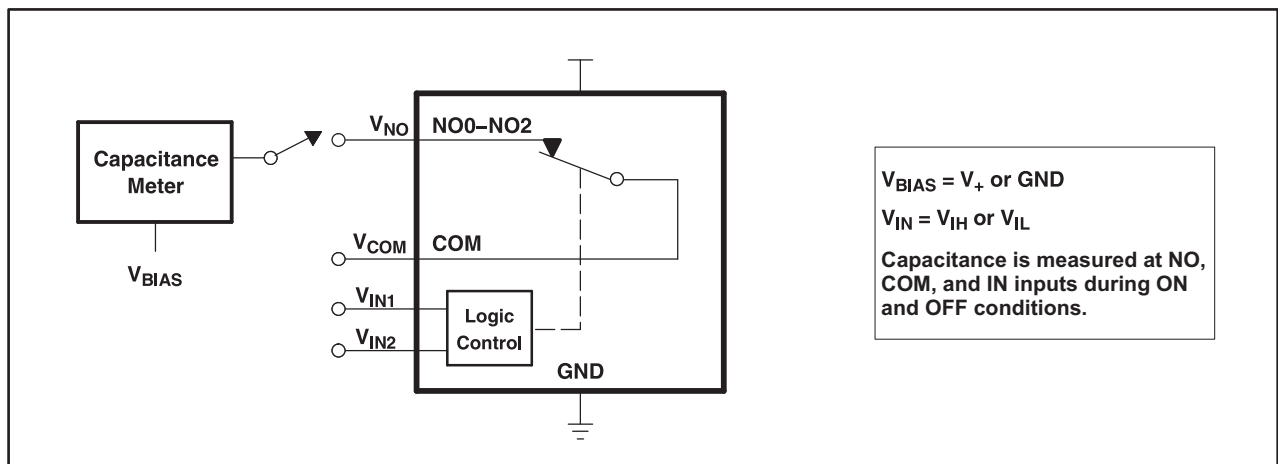 Capacitance
Meter
V_BIAS
V_NO
NO0–NO2
V_COM
COM
V_IN1
V_IN2
Logic
Control
GND
V_BIAS = V_+ or GND
V_IN = V_IH or V_IL
Capacitance is measured at NO,
COM, and IN inputs during ON
and OFF conditions.